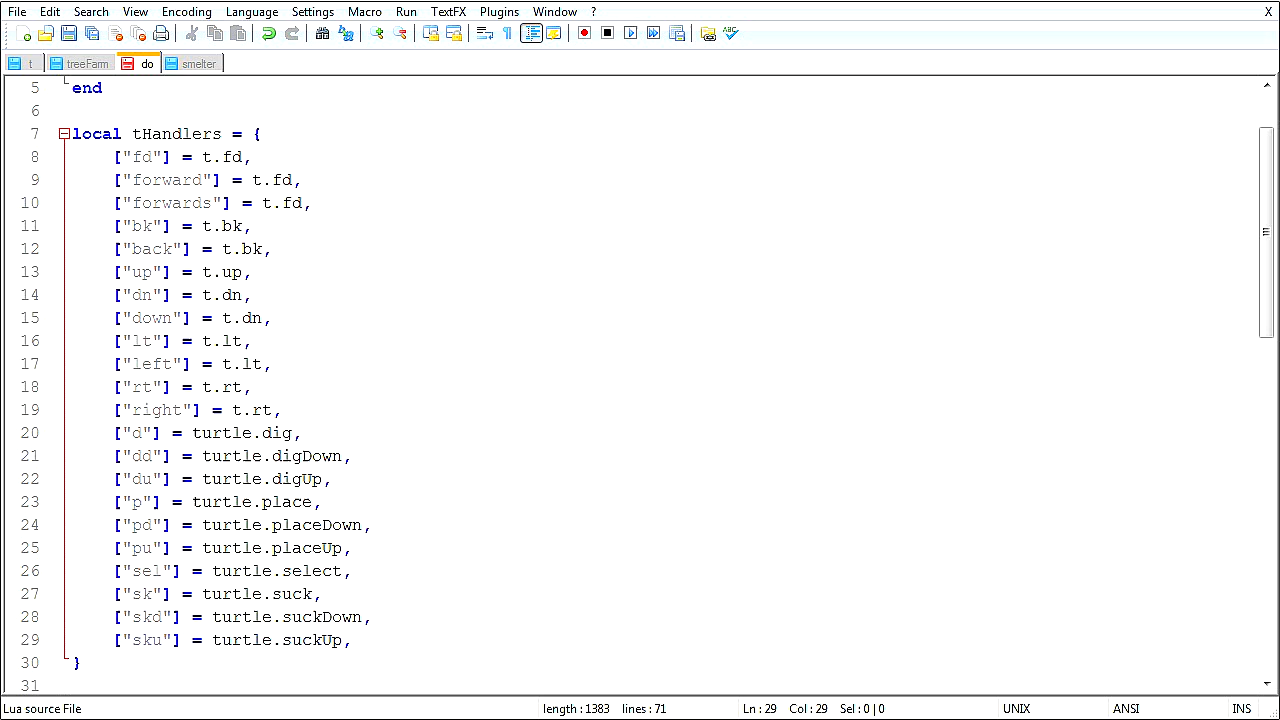 File Edit Search View Encoding Language Settings Macro Run TextFX Plugins Window ? X
t treeFarm do smelter
5 end
6
7 local tHandlers = {
8 ["fd"] = t.fd,
9 ["forward"] = t.fd,
10 ["forwards"] = t.fd,
11 ["bk"] = t.bk,
12 ["back"] = t.bk,
13 ["up"] = t.up,
14 ["dn"] = t.dn,
15 ["down"] = t.dn,
16 ["lt"] = t.lt,
17 ["left"] = t.lt,
18 ["rt"] = t.rt,
19 ["right"] = t.rt,
20 ["d"] = turtle.dig,
21 ["dd"] = turtle.digDown,
22 ["du"] = turtle.digUp,
23 ["p"] = turtle.place,
24 ["pd"] = turtle.placeDown,
25 ["pu"] = turtle.placeUp,
26 ["sel"] = turtle.select,
27 ["sk"] = turtle.suck,
28 ["skd"] = turtle.suckDown,
29 ["sku"] = turtle.suckUp,
30 }
31
Lua source File length : 1383 lines : 71 Ln : 29 Col : 29 Sel : 0 | 0 UNIX ANSI INS